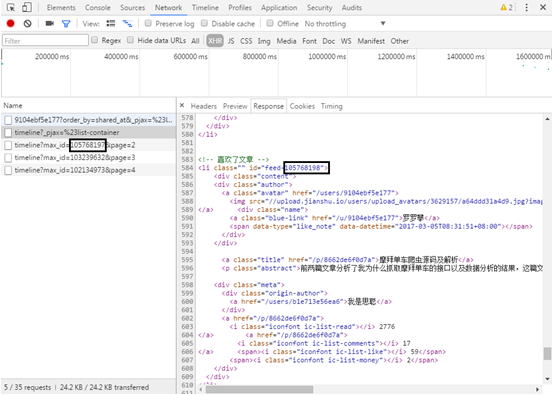 Elements Console Sources Network Timeline Profiles Application Security Audits 2
View: Preserve log Disable cache Offline No throttling
Filter Regex Hide data URLs All XHR JS CSS Img Media Font Doc WS Manifest Other
200000 ms 400000 ms 600000 ms 800000 ms 1000000 ms 1200000 ms 1400000 ms 1600000 ms
Name
9104ebf5e177?order_by=shared_at&_pjax=%23l...
timeline?_pjax=%23list-container
timeline?max_id=105768197&page=2
timeline?max_id=103239632&page=3
timeline?max_id=102134973&page=4
5 / 35 requests | 24.2 KB / 24.2 KB transferred
× Headers Preview Response Cookies Timing
578 </div>
579 </div>
580 </li>
581
582
583 <!-- 喜欢了文章 -->
584 <li class="" id="feed-105768198">
585 <div class="content">
586 <div class="author">
587 <a class="avatar" href="/users/9104ebf5e177">
588 <img src="//upload.jianshu.io/users/upload_avatars/3629157/a64ddd31a4d9.jpg?imag
589 </a> <div class="name">
590 <a class="blue-link" href="/u/9104ebf5e177">罗罗攀</a>
591 <span data-type="like_note" data-datetime="2017-03-05T08:31:51+08:00"></span>
592 </div>
593 </div>
594
595 <a class="title" href="/p/8662de6f0d7a">摩拜单车爬虫源码及解析</a>
596 <p class="abstract">前两篇文章分析了我为什么抓取摩拜单车的接口以及数据分析的结果，这篇文
597
598 <div class="meta">
599 <div class="origin-author">
600 <a href="/users/b1e713e56ea6">我是思聪</a>
601 </div>
602 <a href="/p/8662de6f0d7a">
603 <i class="iconfont ic-list-read"></i> 2776
604 </a> <a href="/p/8662de6f0d7a">
605 <i class="iconfont ic-list-comments"></i> 17
606 </a> <span><i class="iconfont ic-list-like"></i> 59</span>
607 <span><i class="iconfont ic-list-money"></i> 2</span>
608 </div>
609 </div>
610 </li>
611